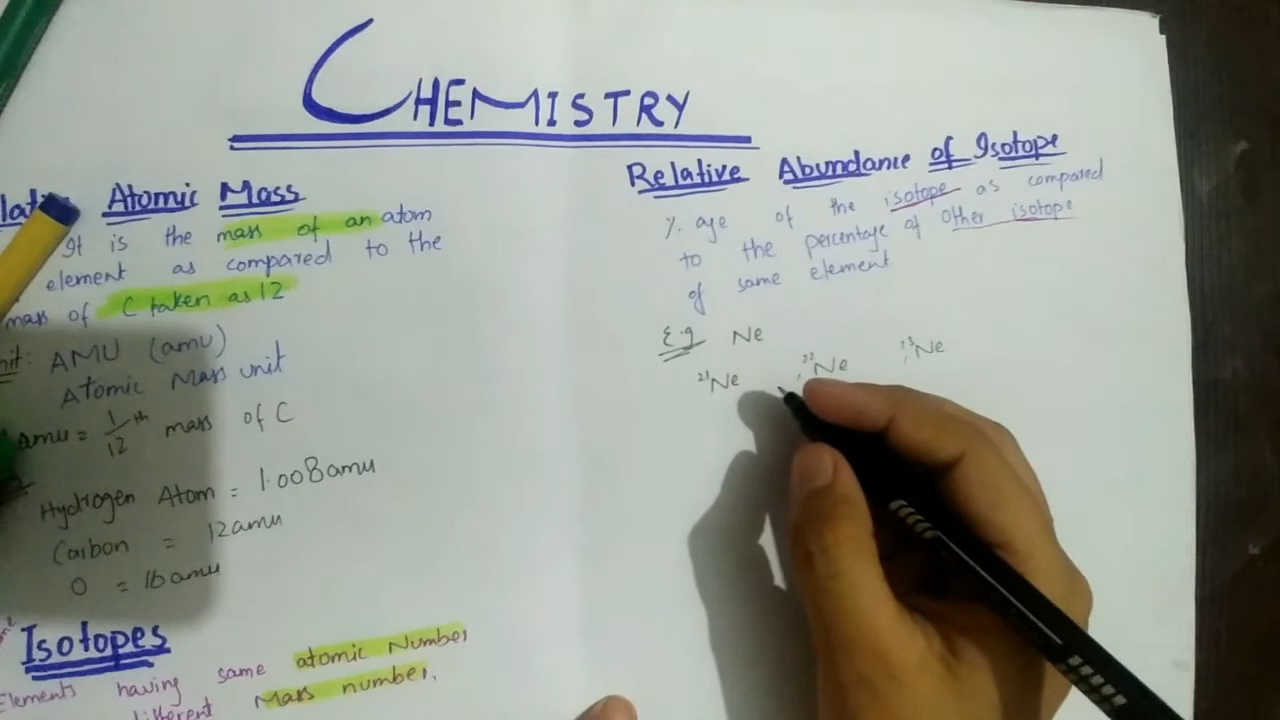 CHEMISTRY
Atomic Mass
It is the mass of an atom
element as compared to the
mass of C taken as 12
AMU (amu)
Atomic Mass unit
amu = 1/12 th mass of C
Hydrogen Atom = 1.008amu
Carbon = 12amu
O = 16amu
Isotopes
Elements having same atomic Number
different Mass number.
Relative Abundance of Isotope
% age of the isotope as compared
to the percentage of Other isotope
of same element
E.g Ne
²¹Ne , ²²Ne , ²³Ne